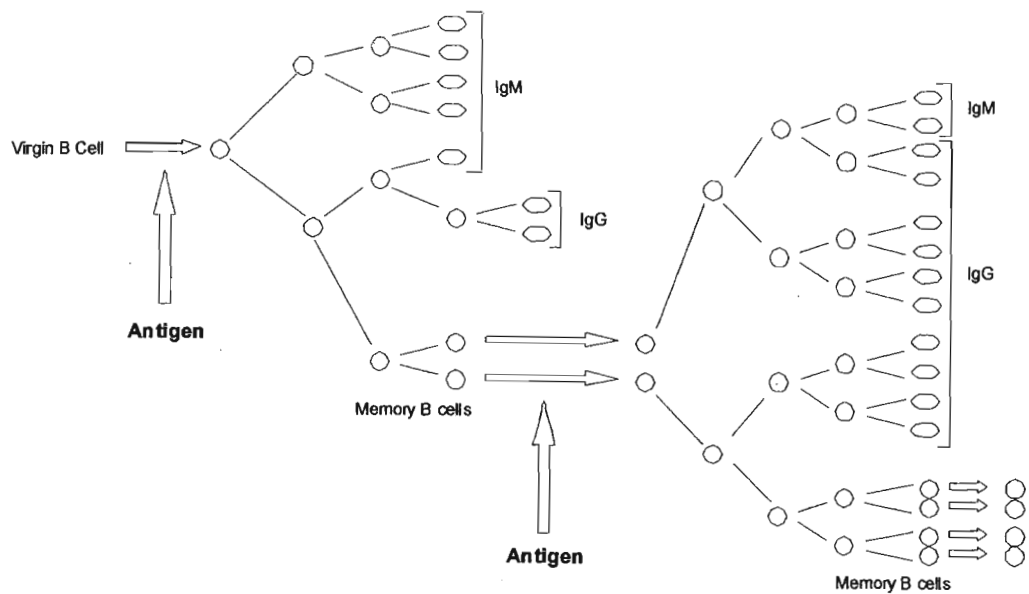 IgM
Virgin B Cell
IgG
Antigen
Memory B cells
Antigen
IgM
IgG
Memory B cells